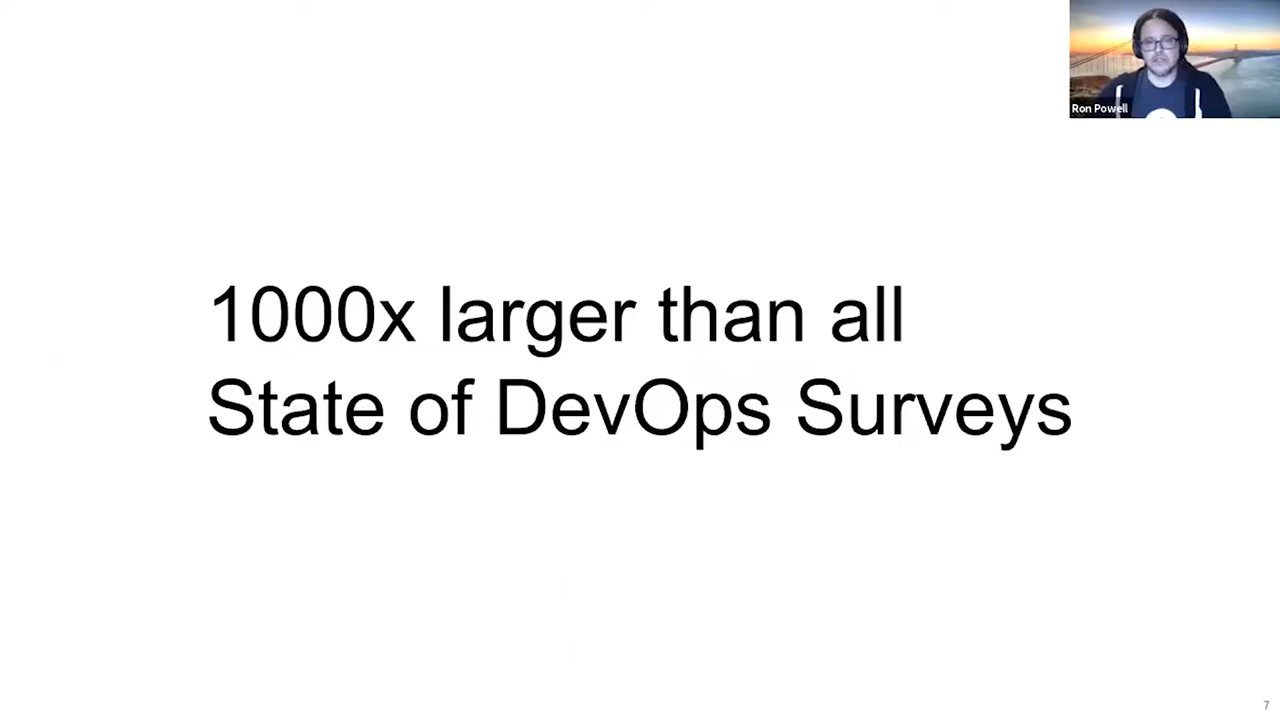 Ron Powell
1000x larger than all
State of DevOps Surveys
7